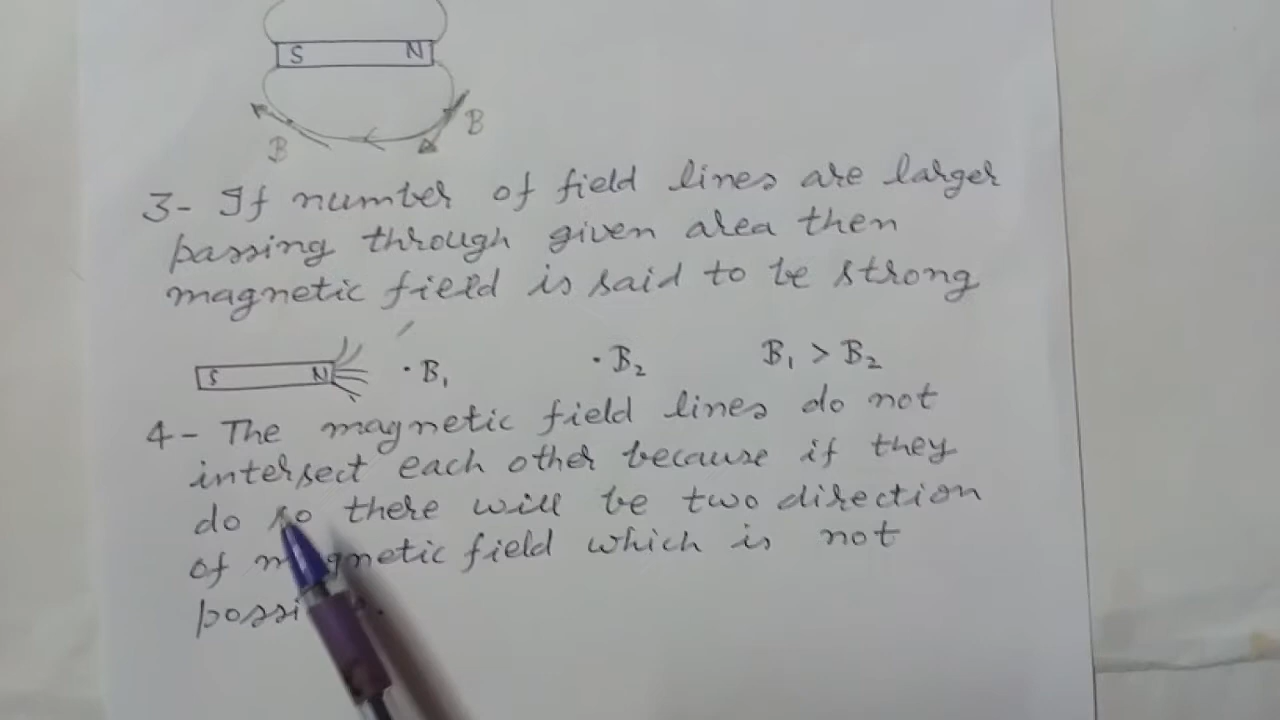 S N
B B
3- If number of field lines are larger
passing through given area then
magnetic field is said to be strong
S N . B₁ . B₂ B₁ > B₂
4- The magnetic field lines do not
intersect each other because if they
do so there will be two direction
of magnetic field which is not